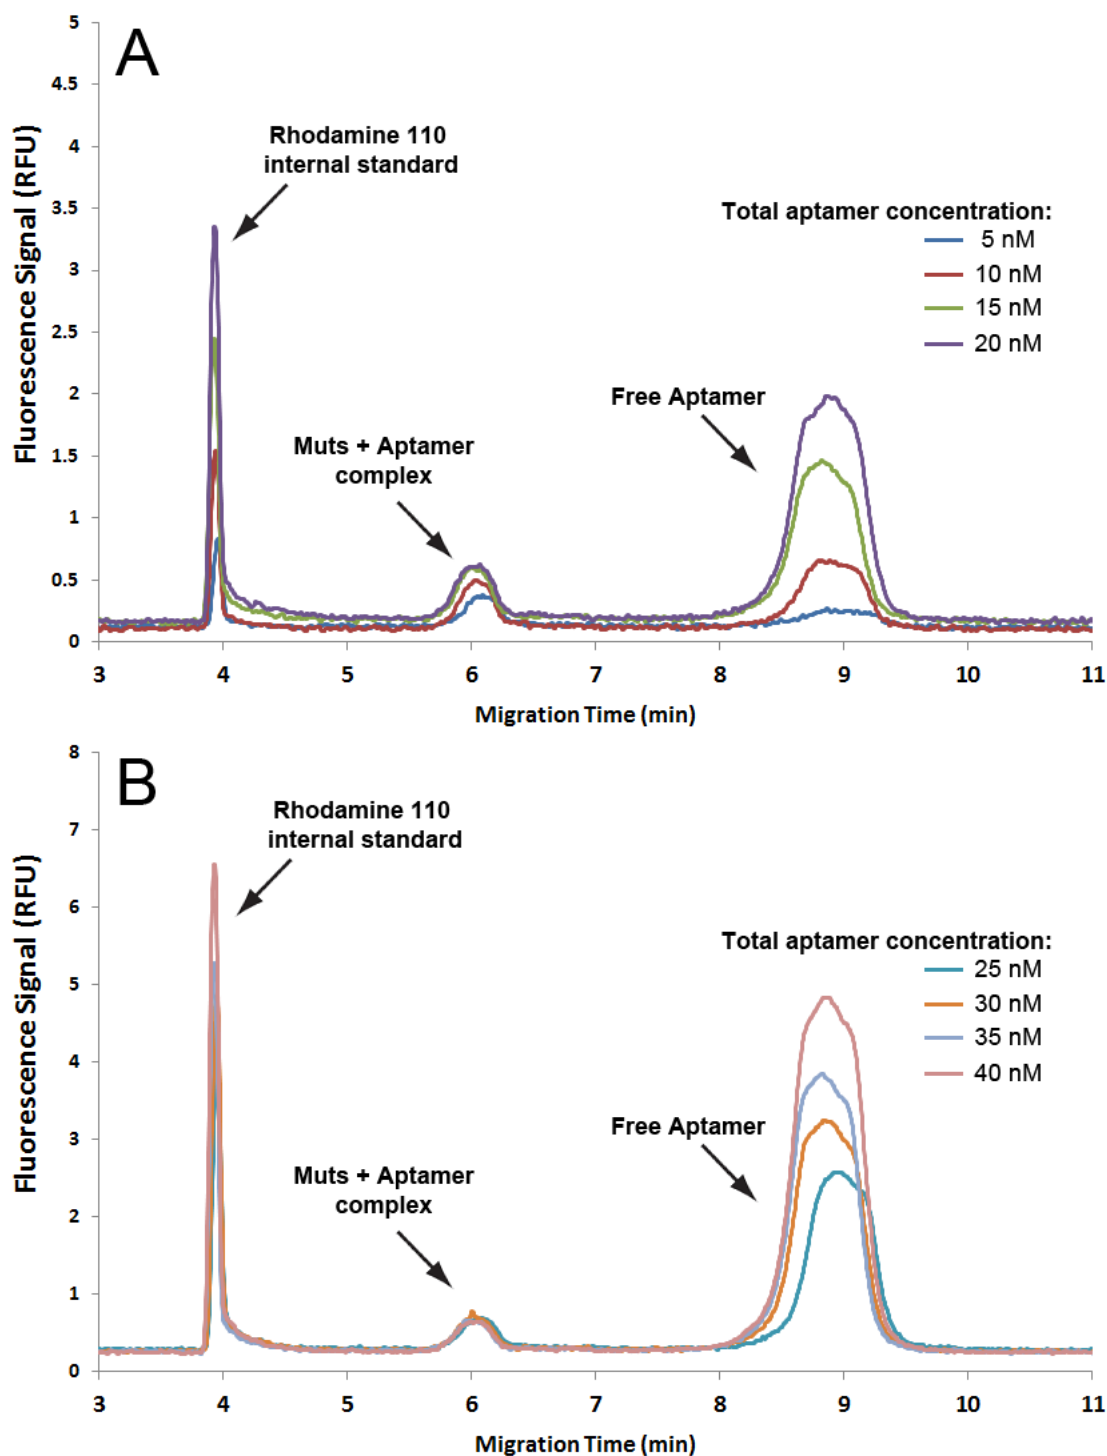 A
Fluorescence Signal (RFU)
5
4.5
4
3.5
3
2.5
2
1.5
1
0.5
0
Rhodamine 110
internal standard
Muts + Aptamer
complex
Free Aptamer
Total aptamer concentration:
5 nM
10 nM
15 nM
20 nM
3 4 5 6 7 8 9 10 11
Migration Time (min)
B
Fluorescence Signal (RFU)
8
7
6
5
4
3
2
1
0
Rhodamine 110
internal standard
Muts + Aptamer
complex
Free Aptamer
Total aptamer concentration:
25 nM
30 nM
35 nM
40 nM
3 4 5 6 7 8 9 10 11
Migration Time (min)